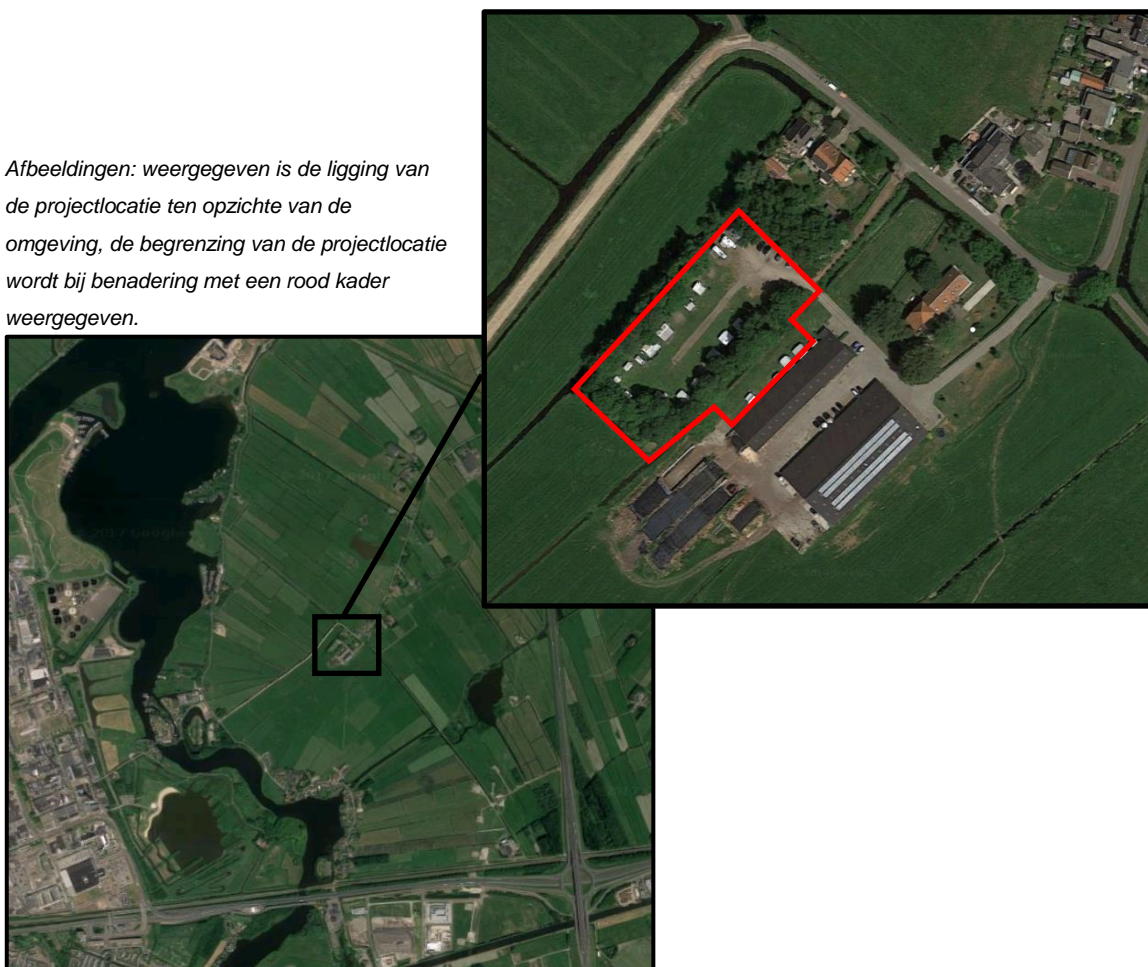 Afbeeldingen: weergegeven is de ligging van
de projectlocatie ten opzichte van de
omgeving, de begrenzing van de projectlocatie
wordt bij benadering met een rood kader
weergegeven.